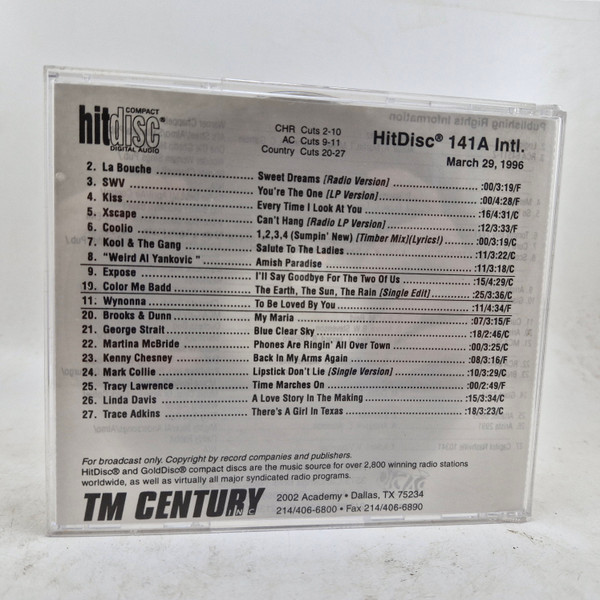 COMPACT
hitdisc®
DIGITAL AUDIO
CHR Cuts 2-10
AC Cuts 9-11
Country Cuts 20-27
HitDisc® 141A Intl.
March 29, 1996
2. La Bouche Sweet Dreams [Radio Version] :00/3:19/F
3. SWV You're The One [LP Version] :00/4:28/F
4. Kiss Every Time I Look At You :16/4:31/C
5. Xscape Can't Hang [Radio LP Version] :12/3:33/F
6. Coolio 1,2,3,4 (Sumpin' New) (Timber Mix)(Lyrics!) :00/3:19/C
7. Kool & The Gang Salute To The Ladies :11/3:22/C
8. "Weird Al Yankovic" Amish Paradise :11/3:18/C
9. Expose I'll Say Goodbye For The Two Of Us :15/4:29/C
10. Color Me Badd The Earth, The Sun, The Rain [Single Edit] :25/3:36/C
11. Wynonna To Be Loved By You :11/4:34/F
20. Brooks & Dunn My Maria :07/3:15/F
21. George Strait Blue Clear Sky :18/2:46/C
22. Martina McBride Phones Are Ringin' All Over Town :00/3:25/C
23. Kenny Chesney Back In My Arms Again :08/3:16/F
24. Mark Collie Lipstick Don't Lie [Single Version] :10/3:29/C
25. Tracy Lawrence Time Marches On :00/2:49/F
26. Linda Davis A Love Story In The Making :15/3:34/C
27. Trace Adkins There's A Girl In Texas :18/3:23/C
For broadcast only. Copyright by record companies and publishers.
HitDisc® and GoldDisc® compact discs are the music source for over 2,800 winning radio stations
worldwide, as well as virtually all major syndicated radio programs.
TM CENTURY INC
2002 Academy • Dallas, TX 75234
214/406-6800 • Fax 214/406-6890